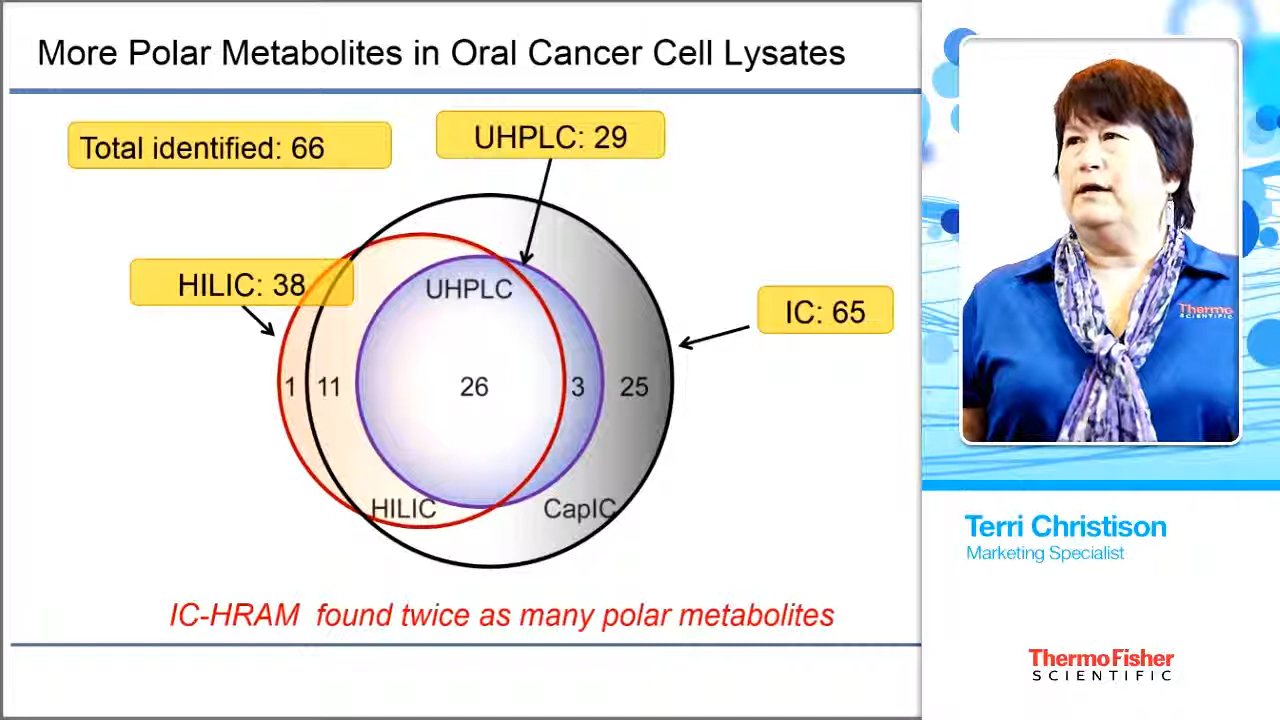 More Polar Metabolites in Oral Cancer Cell Lysates
Total identified: 66
UHPLC: 29
HILIC: 38
IC: 65
UHPLC
1
11
26
3
25
HILIC
CapIC
IC-HRAM found twice as many polar metabolites
Thermo
SCIENTIFIC
Terri Christison
Marketing Specialist
ThermoFisher
SCIENTIFIC